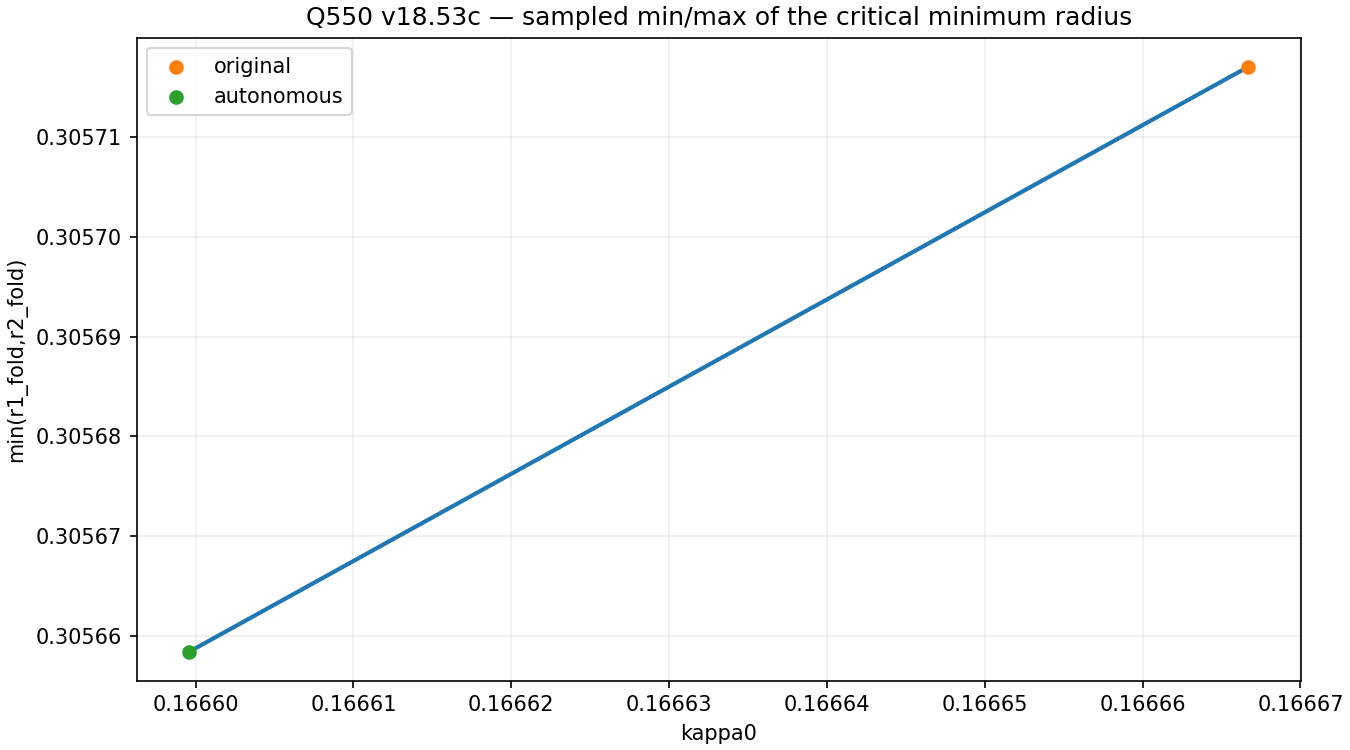 Q550 v18.53c — sampled min/max of the critical minimum radius
original
autonomous
min(r1_fold,r2_fold)
0.30571
0.30570
0.30569
0.30568
0.30567
0.30566
0.16660 0.16661 0.16662 0.16663 0.16664 0.16665 0.16666 0.16667
kappa0